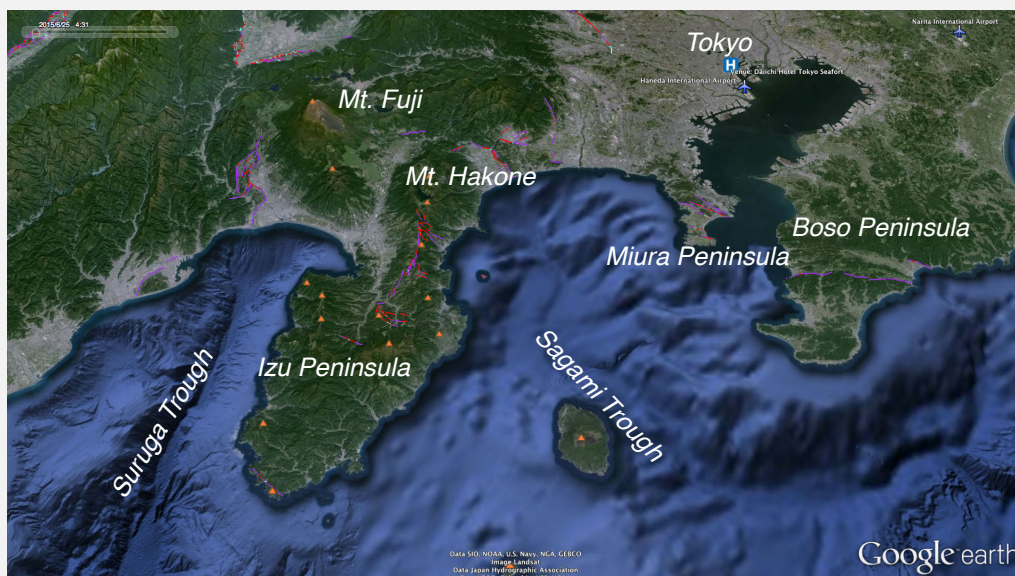 2015/6/25 4:31
Narita International Airport
Tokyo
H
Venue: Daiichi Hotel Tokyo Seafort
Haneda International Airport
Mt. Fuji
Mt. Hakone
Boso Peninsula
Miura Peninsula
Sagami Trough
Izu Peninsula
Suruga Trough
Data SIO, NOAA, U.S. Navy, NGA, GEBCO
Image Landsat
Data Japan Hydrographic Association
Google earth